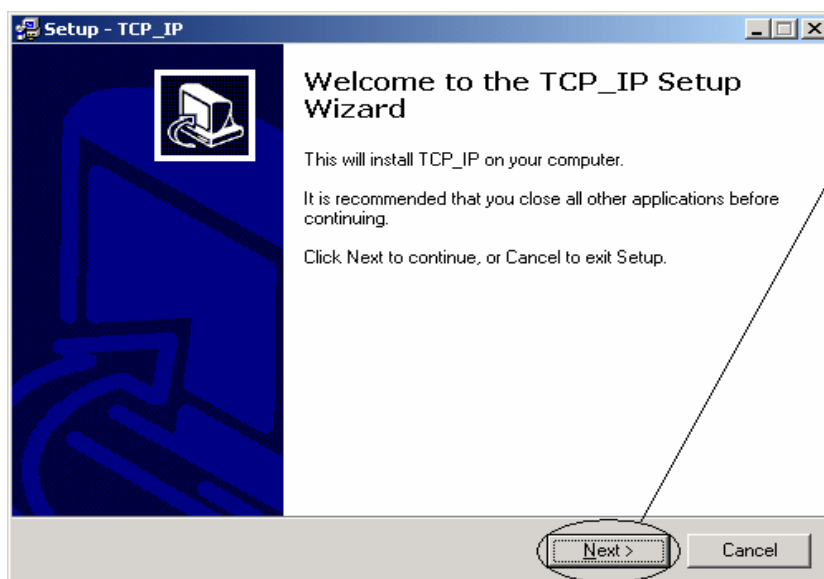 Setup - TCP_IP
Welcome to the TCP_IP Setup
Wizard
This will install TCP_IP on your computer.
It is recommended that you close all other applications before
continuing.
Click Next to continue, or Cancel to exit Setup.
Next >
Cancel